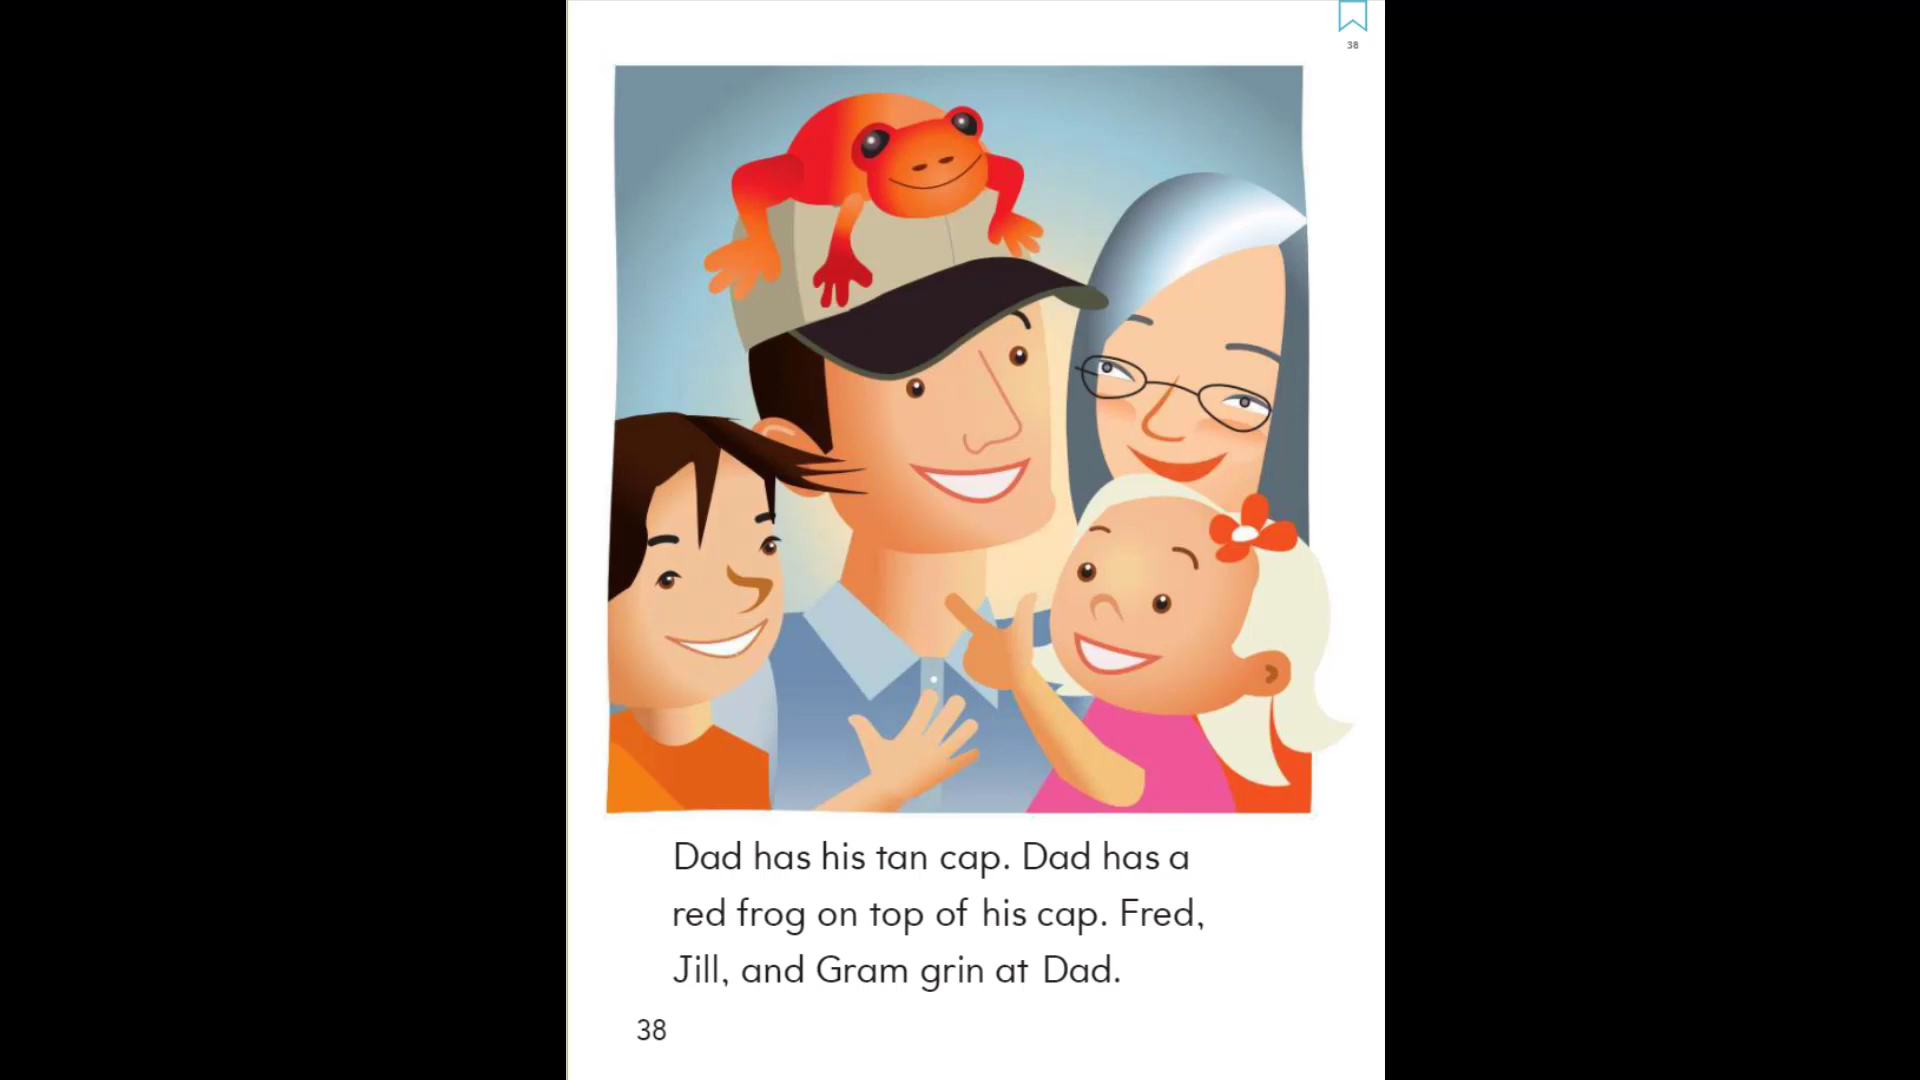 38
Dad has his tan cap. Dad has a
red frog on top of his cap. Fred,
Jill, and Gram grin at Dad.
38